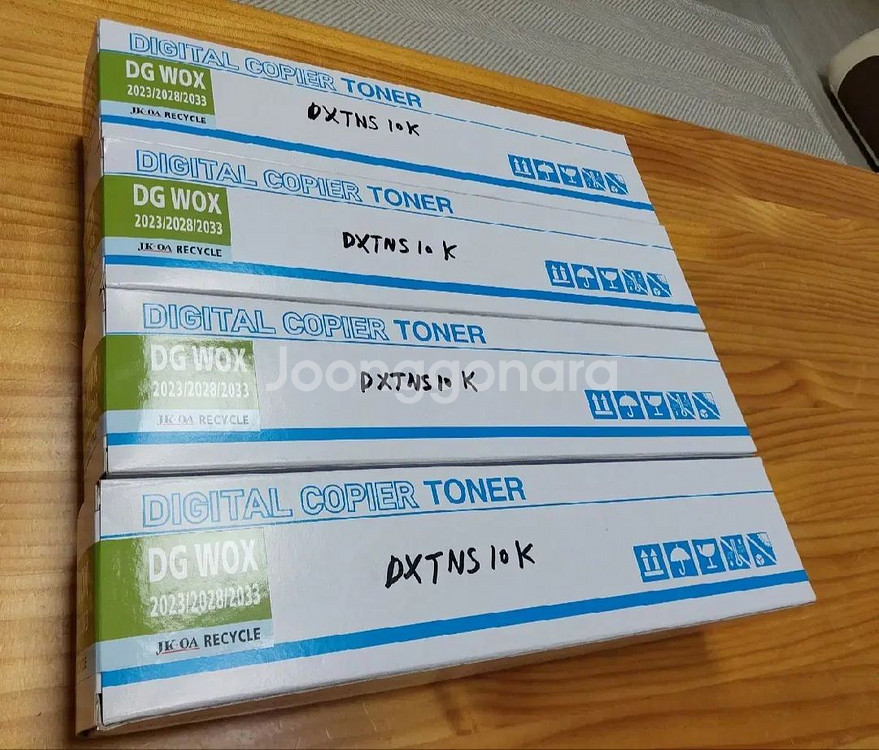 DIGITAL COPIER TONER
DG WOX
2023/2028/2033
JK-OA RECYCLE
DXTNS 10K
DIGITAL COPIER TONER
DG WOX
2023/2028/2033
JK-OA RECYCLE
DXTNS 10K
DIGITAL COPIER TONER
DG WOX
2023/2028/2033
JK-OA RECYCLE
DXTNS 10K
Joonggonara
DIGITAL COPIER TONER
DG WOX
2023/2028/2033
JK-OA RECYCLE
DXTNS 10K